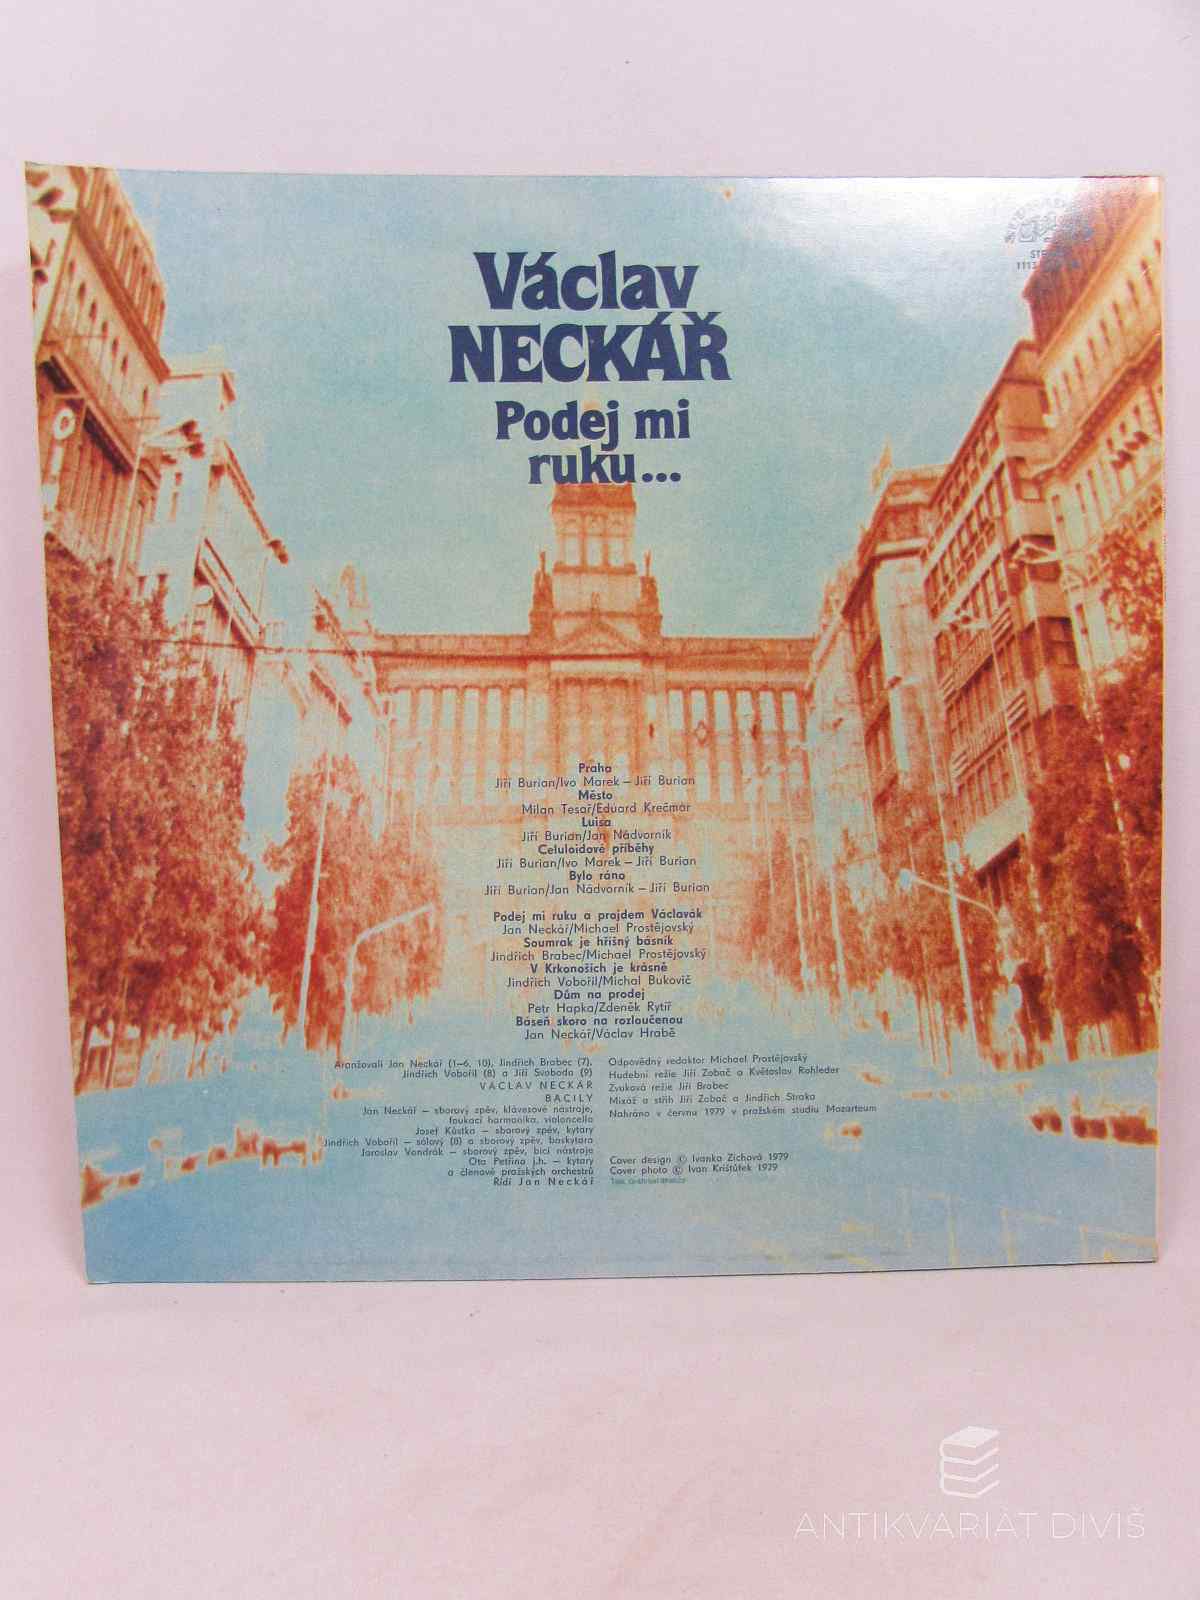 SUPRAPHON
1113
Václav
NECKÁŘ
Podej mi
ruku...
Praha
Jiří Burian/Ivo Marek – Jiří Burian
Město
Milan Tesař/Eduard Krečmar
Luisa
Jiří Burian/Jan Nádvorník
Celuloidové příběhy
Jiří Burian/Ivo Marek – Jiří Burian
Bylo ráno
Jiří Burian/Jan Nádvorník – Jiří Burian
Podej mi ruku a projdem Václavák
Jan Neckář/Michael Prostějovský
Soumrak je hříšný básník
Jindřich Brabec/Michael Prostějovský
V Krkonoších je krásně
Jindřich Vobořil/Michal Bukovič
Dům na prodej
Petr Hapka/Zdeněk Rytíř
Báseň skoro na rozloučenou
Jan Neckář/Václav Hrabě
Aranžovali Jan Neckář (1–6, 10), Jindřich Brabec (7),
Jindřich Vobořil (8) a Jiří Svoboda (9)
VÁCLAV NECKÁŘ
BACILY
Jan Neckář – sborový zpěv, klávesové nástroje,
foukací harmonika, violoncello
Josef Kůstka – sborový zpěv, kytary
Jindřich Vobořil – sólový (8) a sborový zpěv, baskytara
Jaroslav Vondrák – sborový zpěv, bicí nástroje
Ota Petřina j.h. – kytary
a členové pražských orchestrů
Řídí Jan Neckář
Odpovědný redaktor Michael Prostějovský
Hudební režie Jiří Zobač a Květoslav Rohleder
Zvuková režie Jiří Brabec
Mixáž a střih Jiří Zobač a Jindřich Straka
Nahráno v červnu 1979 v pražském studiu Mozarteum
Cover design © Ivanka Zichová 1979
Cover photo © Ivan Krištůfek 1979
ANTIKVARIÁT DIVIŠ